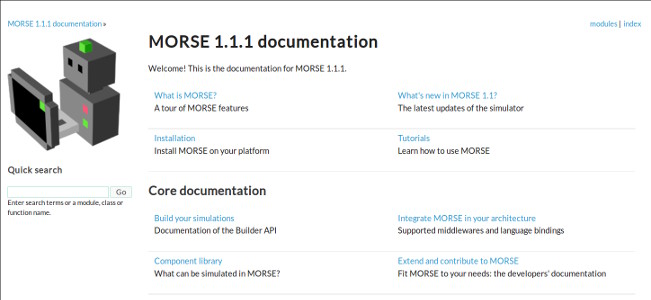 MORSE 1.1.1 documentation »
modules | index
MORSE 1.1.1 documentation
Welcome! This is the documentation for MORSE 1.1.1.
What is MORSE?
A tour of MORSE features
What's new in MORSE 1.1?
The latest updates of the simulator
Installation
Install MORSE on your platform
Tutorials
Learn how to use MORSE
Quick search
Go
Enter search terms or a module, class or
function name.
Core documentation
Build your simulations
Documentation of the Builder API
Integrate MORSE in your architecture
Supported middlewares and language bindings
Component library
What can be simulated in MORSE?
Extend and contribute to MORSE
Fit MORSE to your needs: the developers' documentation